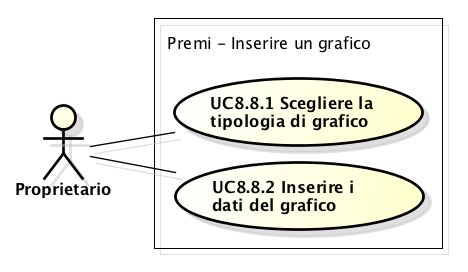 Premi - Inserire un grafico
UC8.8.1 Scegliere la
tipologia di grafico
Proprietario
UC8.8.2 Inserire i
dati del grafico